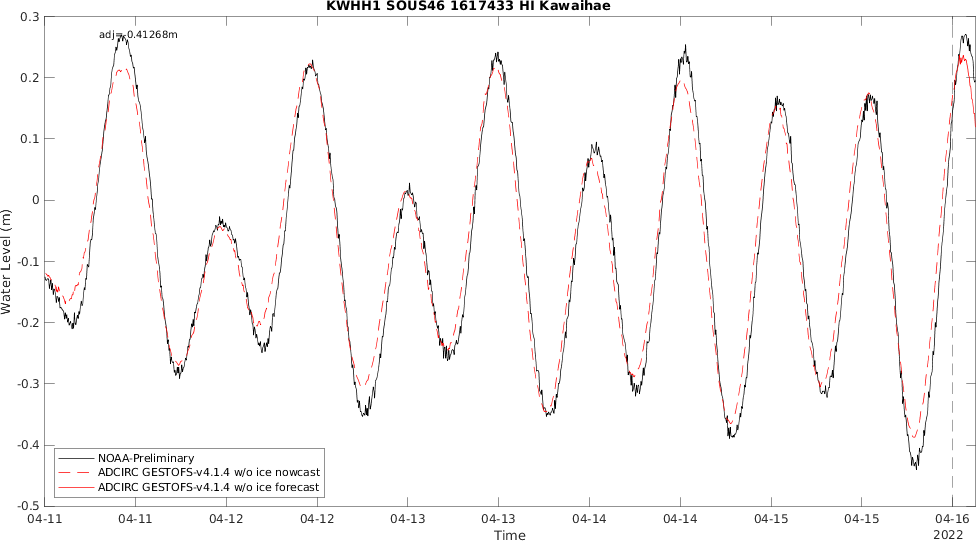 KWHH1 SOUS46 1617433 HI Kawaihae
adj=-0.41268m
0.3
0.2
0.1
0
-0.1
-0.2
-0.3
-0.4
-0.5
Water Level (m)
NOAA-Preliminary
ADCIRC GESTOFS-v4.1.4 w/o ice nowcast
ADCIRC GESTOFS-v4.1.4 w/o ice forecast
04-11 04-11 04-12 04-12 04-13 04-13 04-14 04-14 04-15 04-15 04-16
Time
2022